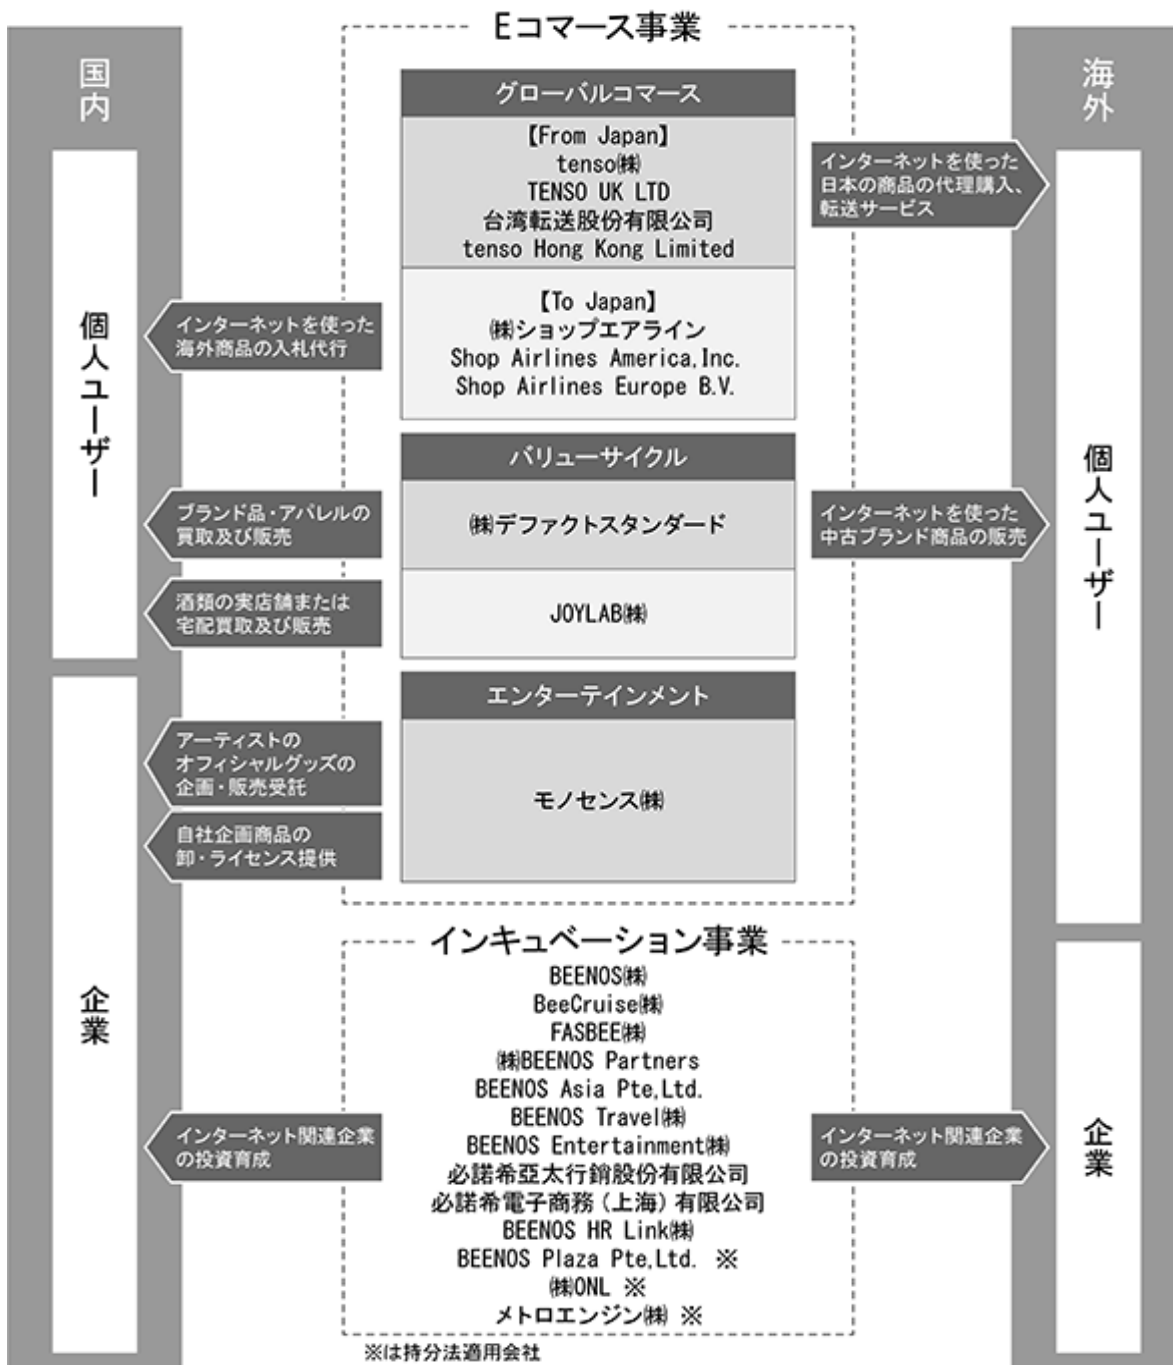 Eコマース事業
国内
海外
グローバルコマース
【From Japan】
tenso㈱
TENSO UK LTD
台湾転送股份有限公司
tenso Hong Kong Limited
インターネットを使った
日本の商品の代理購入、
転送サービス
【To Japan】
㈱ショップエアライン
Shop Airlines America,Inc.
Shop Airlines Europe B.V.
インターネットを使った
海外商品の入札代行
個人ユーザー
個人ユーザー
バリューサイクル
㈱デファクトスタンダード
ブランド品・アパレルの
買取及び販売
インターネットを使った
中古ブランド商品の販売
JOYLAB㈱
酒類の実店舗または
宅配買取及び販売
エンターテインメント
モノセンス㈱
アーティストの
オフィシャルグッズの
企画・販売受託
自社企画商品の
卸・ライセンス提供
インキュベーション事業
BEENOS㈱
BeeCruise㈱
FASBEE㈱
㈱BEENOS Partners
BEENOS Asia Pte,Ltd.
BEENOS Travel㈱
BEENOS Entertainment㈱
必諾希亞太行銷股份有限公司
必諾希電子商務（上海）有限公司
BEENOS HR Link㈱
BEENOS Plaza Pte,Ltd. ※
㈱ONL ※
メトロエンジン㈱ ※
企業
インターネット関連企業
の投資育成
インターネット関連企業
の投資育成
企業
※は持分法適用会社